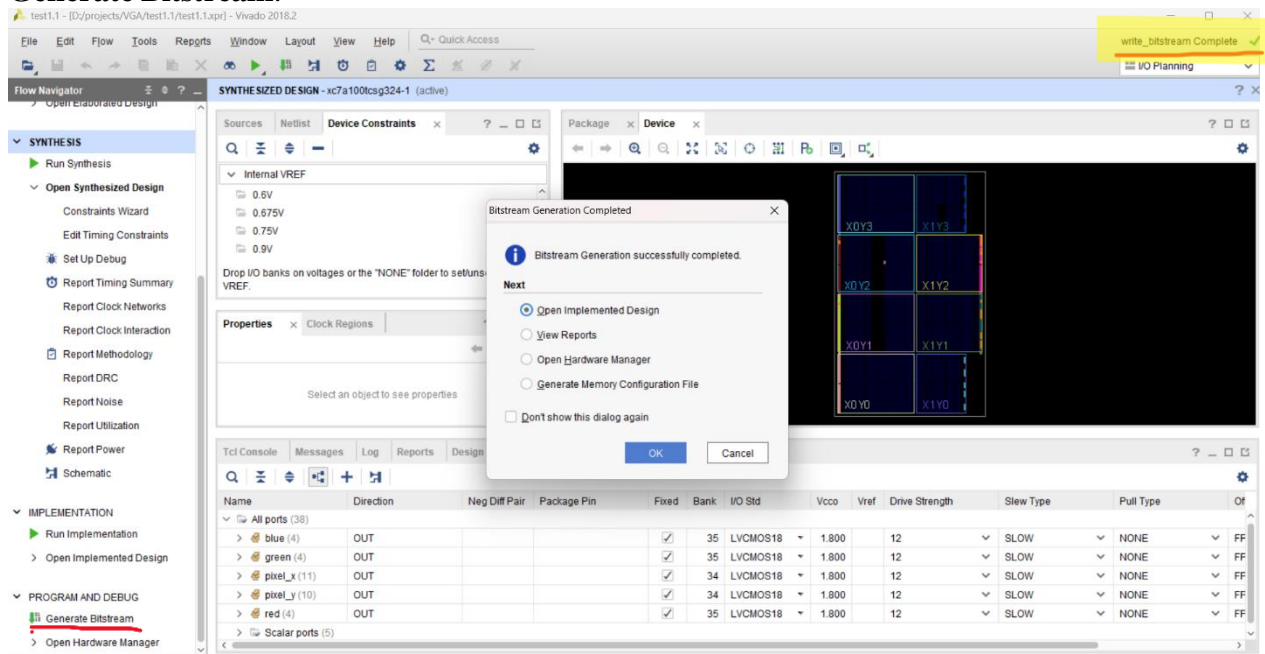 Generate Bitstream.
test1.1 - [D:/projects/VGA/test1.1/test1.1.xpr] - Vivado 2018.2
File Edit Flow Tools Reports Window Layout View Help Quick Access
write_bitstream Complete
I/O Planning
Flow Navigator
SYNTHESIZED DESIGN - xc7a100tcsg324-1 (active)
Open Elaborated Design
SYNTHESIS
Run Synthesis
Open Synthesized Design
Constraints Wizard
Edit Timing Constraints
Set Up Debug
Report Timing Summary
Report Clock Networks
Report Clock Interaction
Report Methodology
Report DRC
Report Noise
Report Utilization
Report Power
Schematic
IMPLEMENTATION
Run Implementation
Open Implemented Design
PROGRAM AND DEBUG
Generate Bitstream
Open Hardware Manager
Sources Netlist Device Constraints
Internal VREF
0.6V
0.675V
0.75V
0.9V
Drop I/O banks on voltages or the "NONE" folder to set/uns
VREF.
Properties Clock Regions
Select an object to see properties
Package Device
X0Y3 X1Y3
X0Y2 X1Y2
X0Y1 X1Y1
X0Y0 X1Y0
Bitstream Generation Completed
Bitstream Generation successfully completed.
Next
Open Implemented Design
View Reports
Open Hardware Manager
Generate Memory Configuration File
Don't show this dialog again
OK Cancel
Tcl Console Messages Log Reports Design
Name Direction Neg Diff Pair Package Pin Fixed Bank I/O Std Vcco Vref Drive Strength Slew Type Pull Type Of
All ports (38)
blue (4) OUT 35 LVCMOS18 1.800 12 SLOW NONE FF
green (4) OUT 35 LVCMOS18 1.800 12 SLOW NONE FF
pixel_x (11) OUT 34 LVCMOS18 1.800 12 SLOW NONE FF
pixel_y (10) OUT 34 LVCMOS18 1.800 12 SLOW NONE FF
red (4) OUT 35 LVCMOS18 1.800 12 SLOW NONE FF
Scalar ports (5)